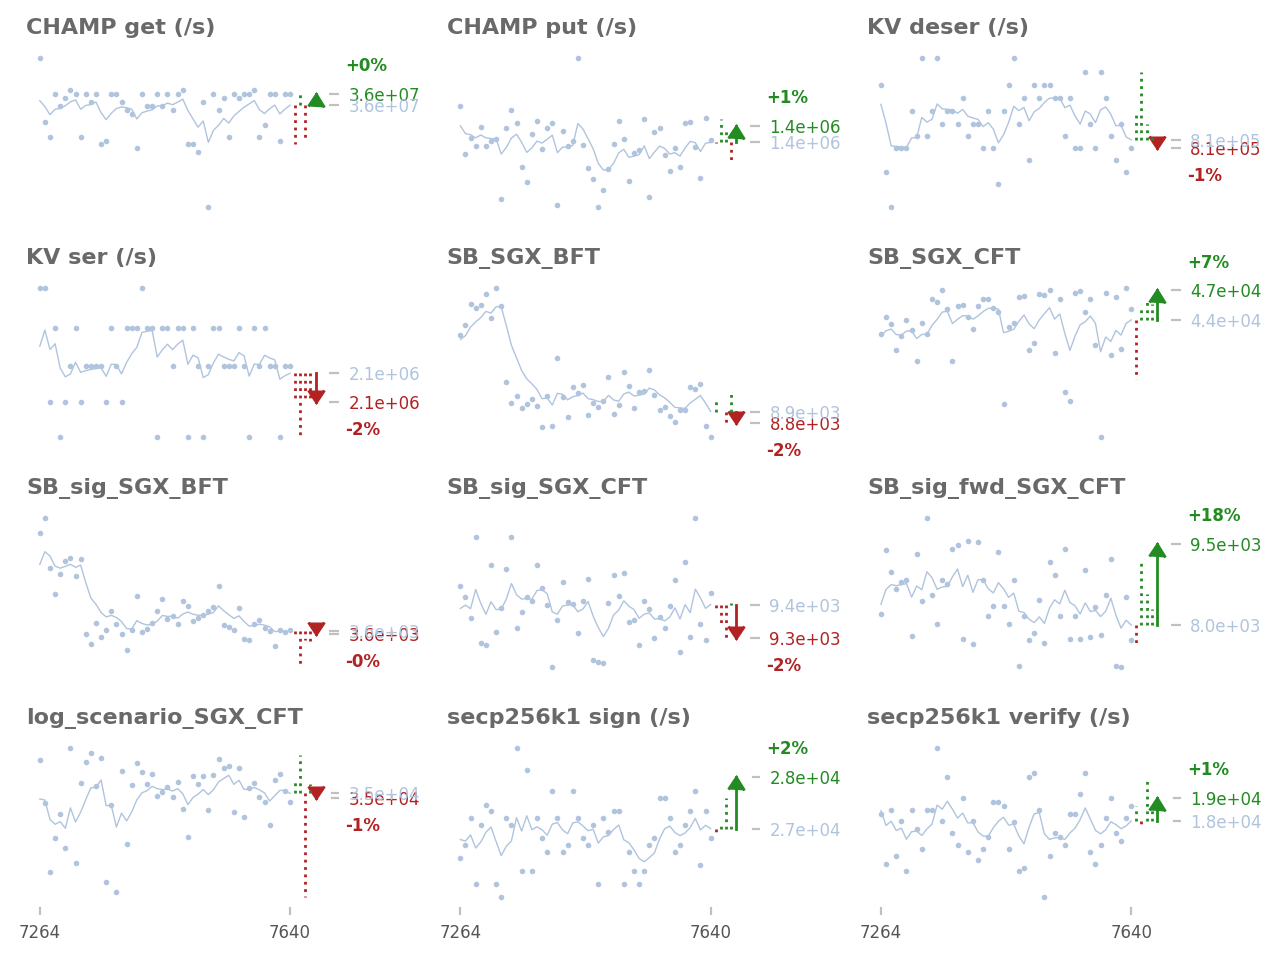 CHAMP get (/s)
+0%
3.6e+07
3.6e+07
CHAMP put (/s)
+1%
1.4e+06
1.4e+06
KV deser (/s)
8.1e+05
8.1e+05
-1%
KV ser (/s)
2.1e+06
2.1e+06
-2%
SB_SGX_BFT
8.9e+03
8.8e+03
-2%
SB_SGX_CFT
+7%
4.7e+04
4.4e+04
SB_sig_SGX_BFT
3.6e+03
3.6e+03
-0%
SB_sig_SGX_CFT
9.4e+03
9.3e+03
-2%
SB_sig_fwd_SGX_CFT
+18%
9.5e+03
8.0e+03
log_scenario_SGX_CFT
3.5e+04
3.5e+04
-1%
7264
7640
secp256k1 sign (/s)
+2%
2.8e+04
2.7e+04
7264
7640
secp256k1 verify (/s)
+1%
1.9e+04
1.8e+04
7264
7640